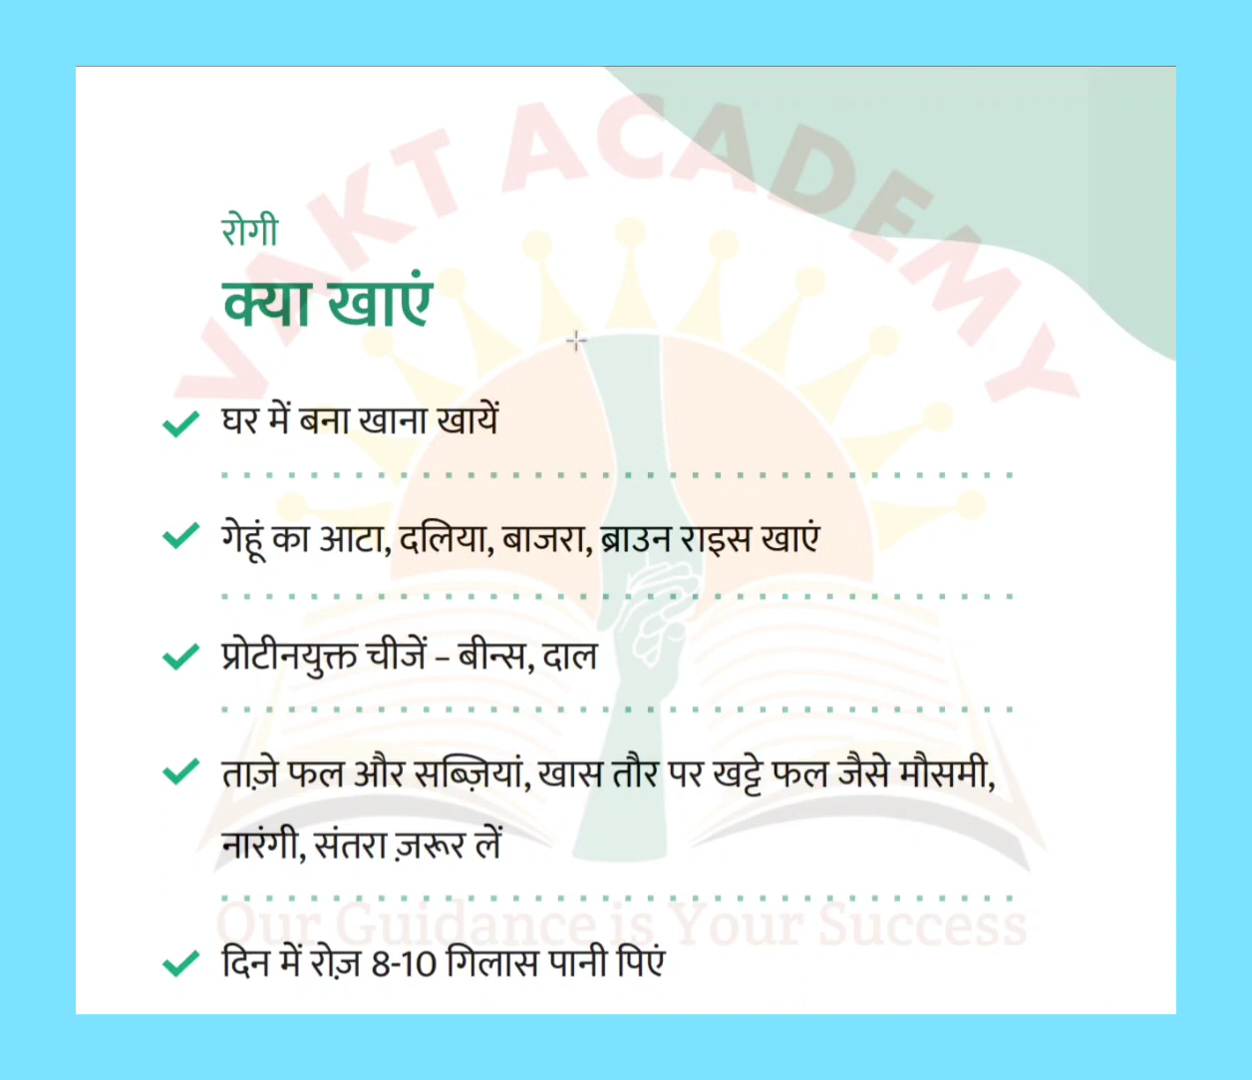 VAKT ACADEMY
रोगी
क्या खाएं
घर में बना खाना खायें
गेहूं का आटा, दलिया, बाजरा, ब्राउन राइस खाएं
प्रोटीनयुक्त चीजें – बीन्स, दाल
ताज़े फल और सब्ज़ियां, खास तौर पर खट्टे फल जैसे मौसमी,
नारंगी, संतरा ज़रूर लें
Our Guidance is Your Success
दिन में रोज़ 8-10 गिलास पानी पिएं